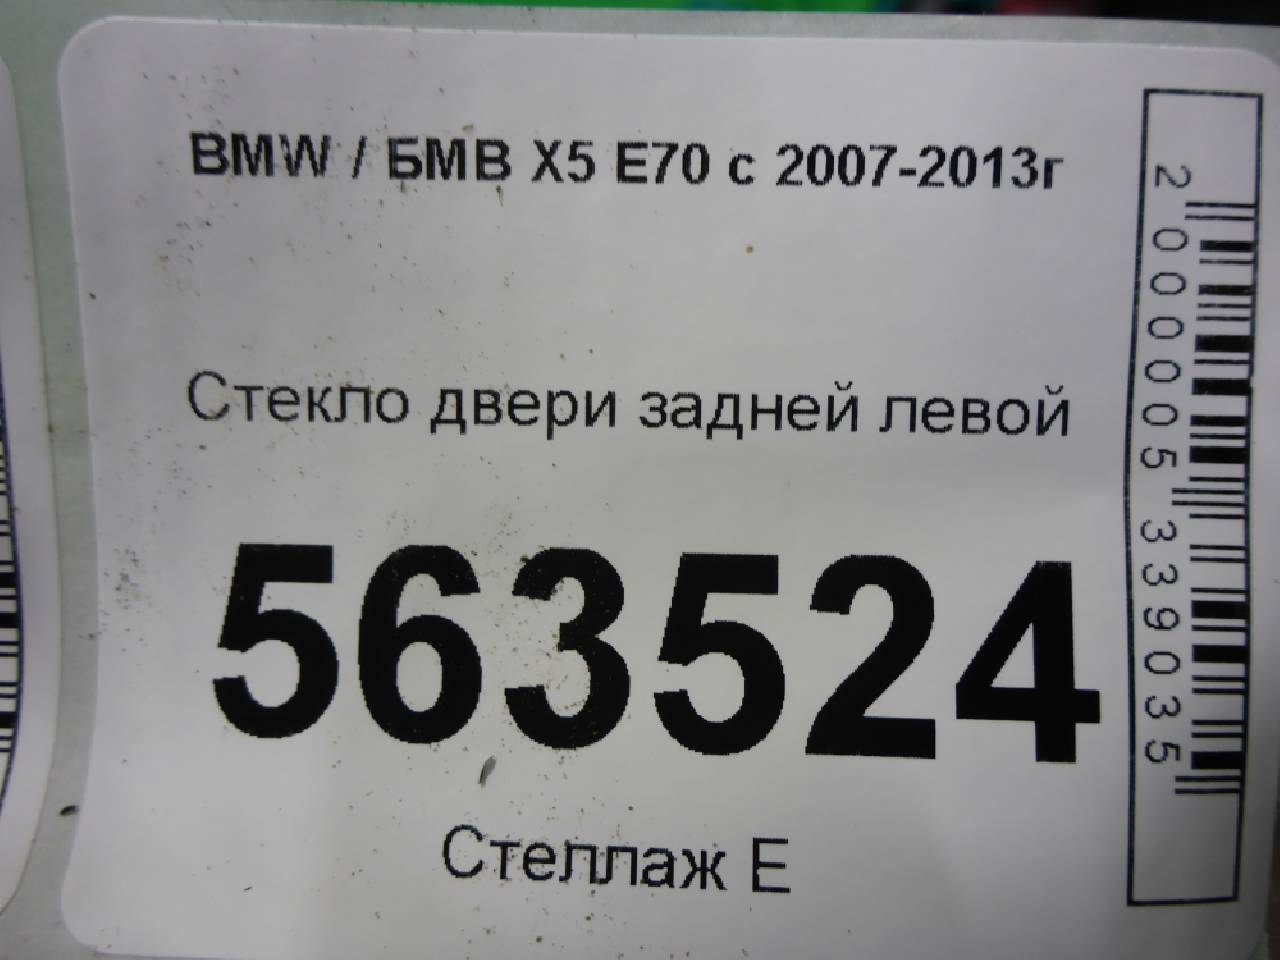 BMW / БМВ X5 E70 с 2007-2013г
Стекло двери задней левой
563524
Стеллаж Е
2000005339035